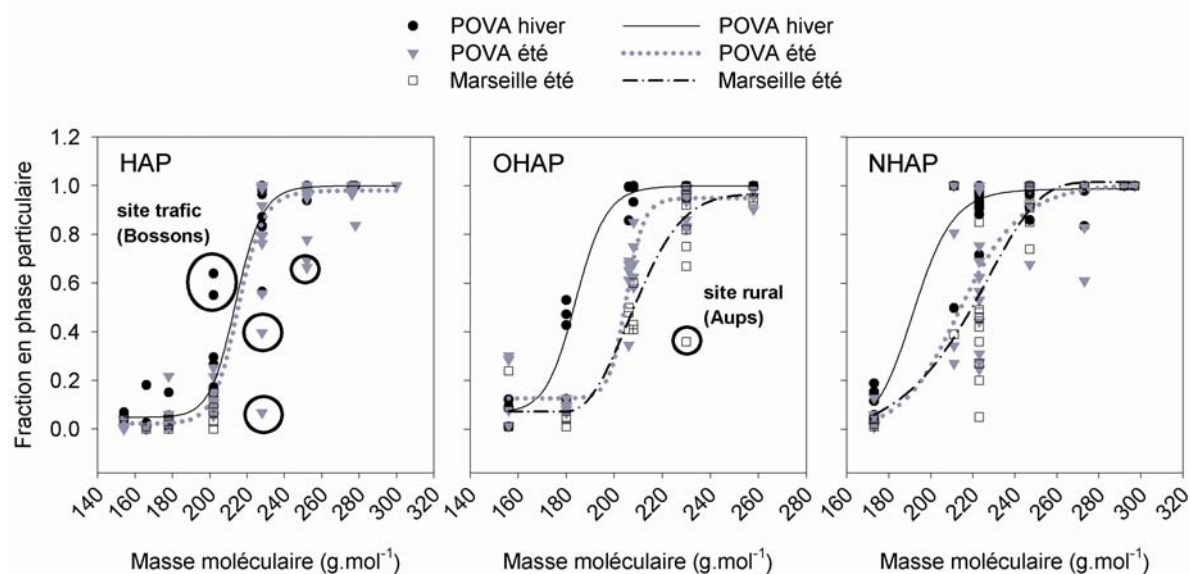 POVA hiver POVA hiver
POVA été POVA été
Marseille été Marseille été
Fraction en phase particulaire
1.2
1.0
0.8
0.6
0.4
0.2
0.0
HAP
site trafic
(Bossons)
140 160 180 200 220 240 260 280 300 320
Masse moléculaire (g.mol⁻¹)
OHAP
site rural
(Aups)
140 160 180 200 220 240 260 280
Masse moléculaire (g.mol⁻¹)
NHAP
160 180 200 220 240 260 280 300 320
Masse moléculaire (g.mol⁻¹)